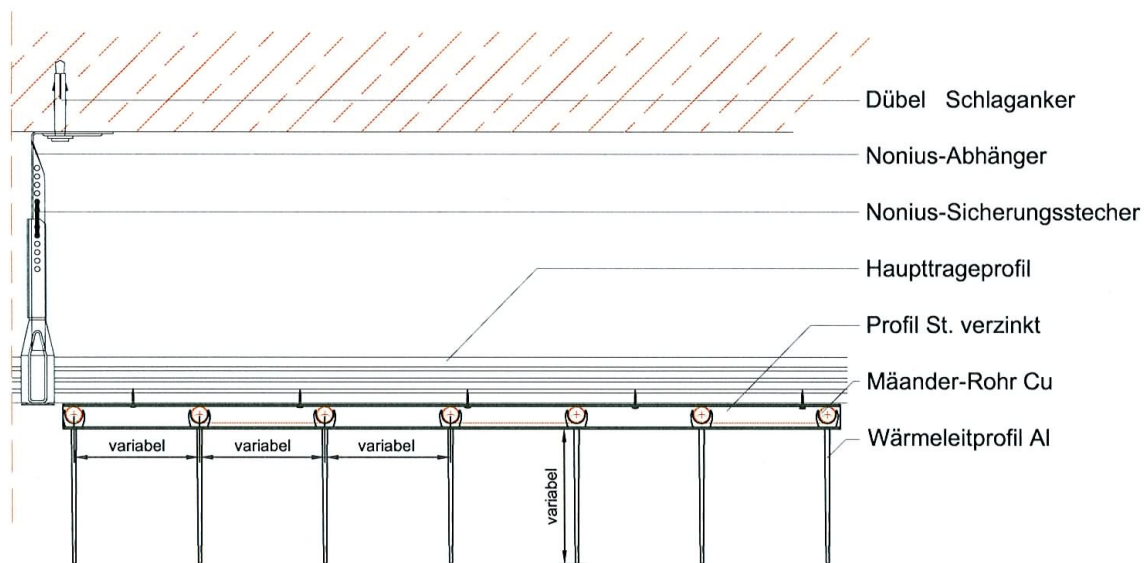 Dübel Schlaganker
Nonius-Abhänger
Nonius-Sicherungsstecher
Haupttrageprofil
Profil St. verzinkt
Mäander-Rohr Cu
Wärmeleitprofil Al
variabel
variabel
variabel
variabel